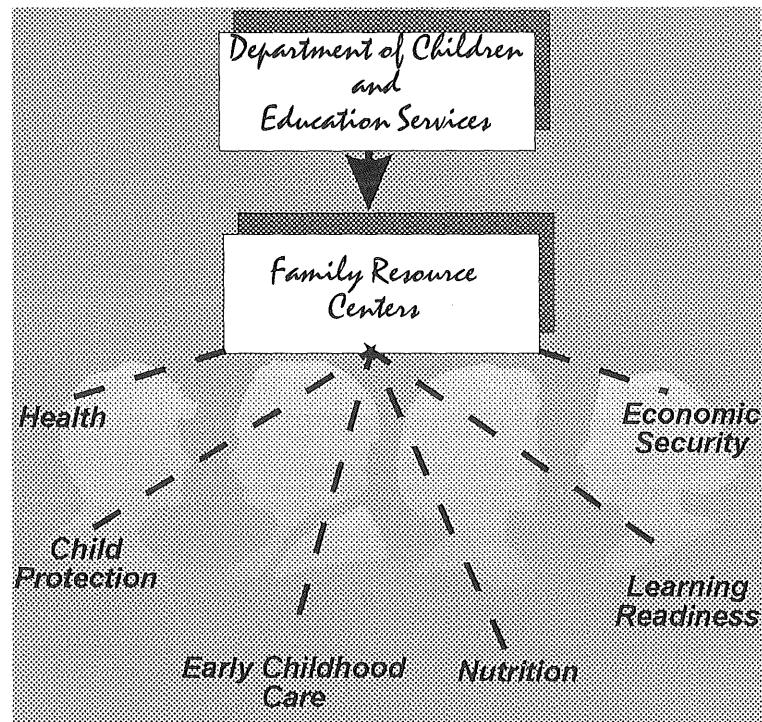 Department of Children
and
Education Services
Family Resource
Centers
Health
Economic
Security
Child
Protection
Learning
Readiness
Early Childhood
Care
Nutrition